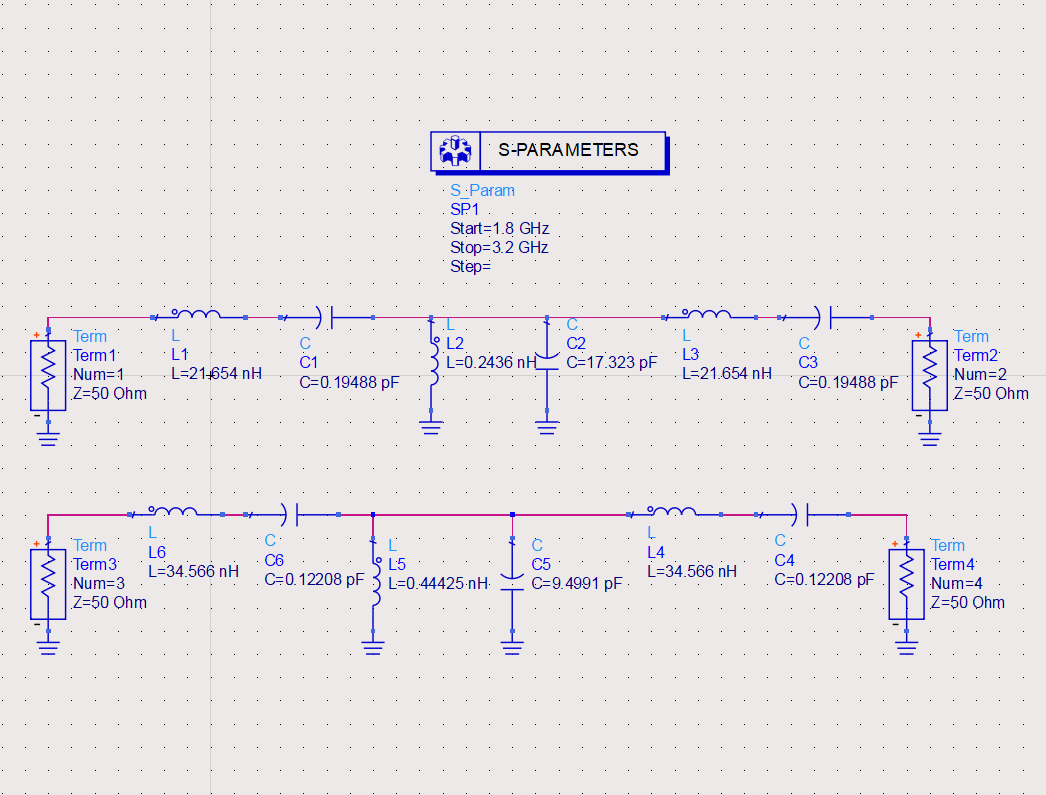 S-PARAMETERS
S_Param
SP1
Start=1.8 GHz
Stop=3.2 GHz
Step=
+
Term
Term1
Num=1
Z=50 Ohm
-
L
L1
L=21.654 nH
C
C1
C=0.19488 pF
L
L2
L=0.2436 nH
C
C2
C=17.323 pF
L
L3
L=21.654 nH
C
C3
C=0.19488 pF
+
Term
Term2
Num=2
Z=50 Ohm
-
+
Term
Term3
Num=3
Z=50 Ohm
-
L
L6
L=34.566 nH
C
C6
C=0.12208 pF
L
L5
L=0.44425 nH
C
C5
C=9.4991 pF
L
L4
L=34.566 nH
C
C4
C=0.12208 pF
+
Term
Term4
Num=4
Z=50 Ohm
-